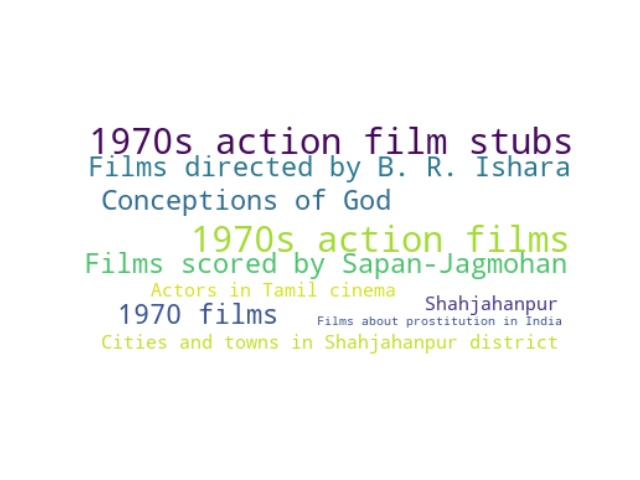 1970s action film stubs
Films directed by B. R. Ishara
Conceptions of God
1970s action films
Films scored by Sapan-Jagmohan
Actors in Tamil cinema
Shahjahanpur
1970 films
Films about prostitution in India
Cities and towns in Shahjahanpur district